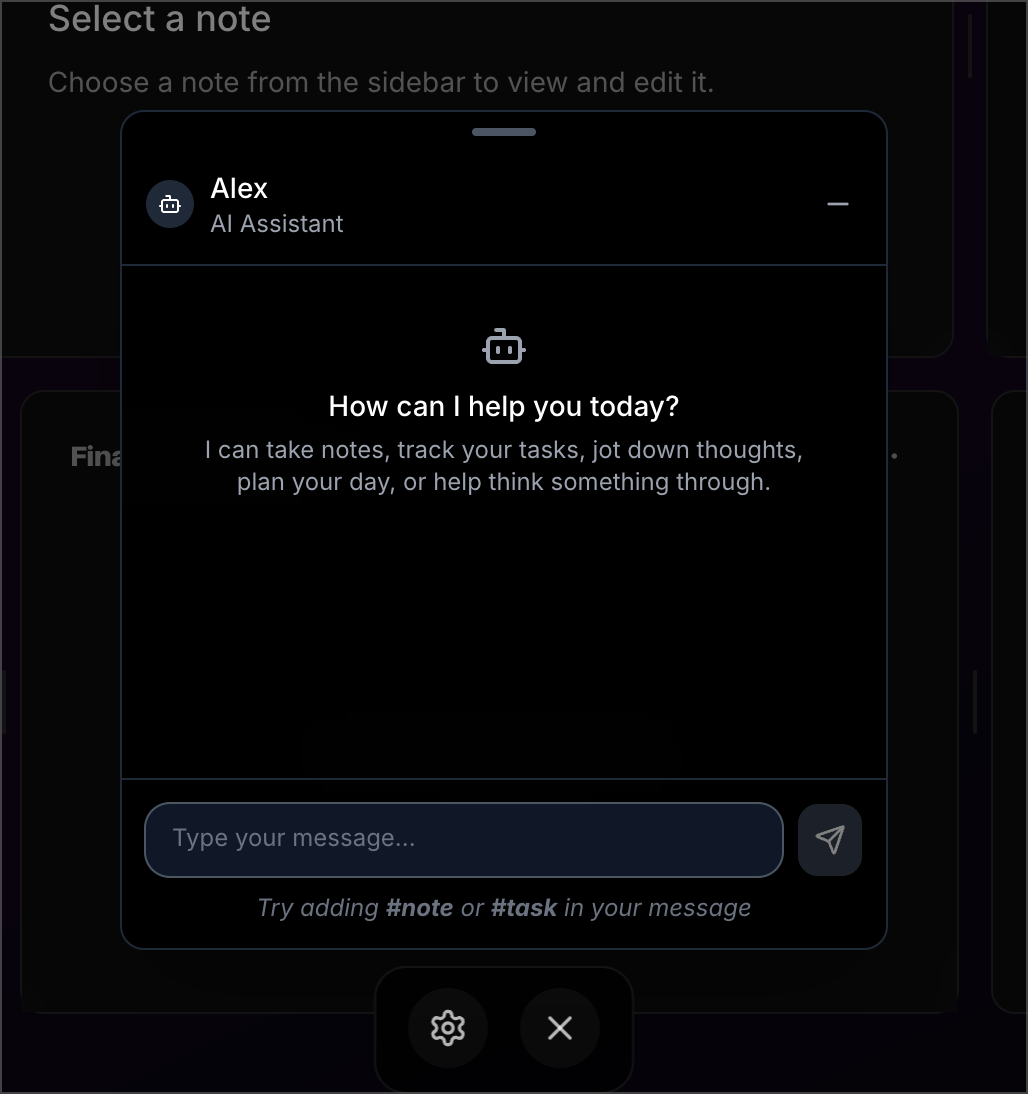 Select a note
Choose a note from the sidebar to view and edit it.
Alex
AI Assistant
How can I help you today?
I can take notes, track your tasks, jot down thoughts,
plan your day, or help think something through.
Fina
Type your message...
Try adding #note or #task in your message